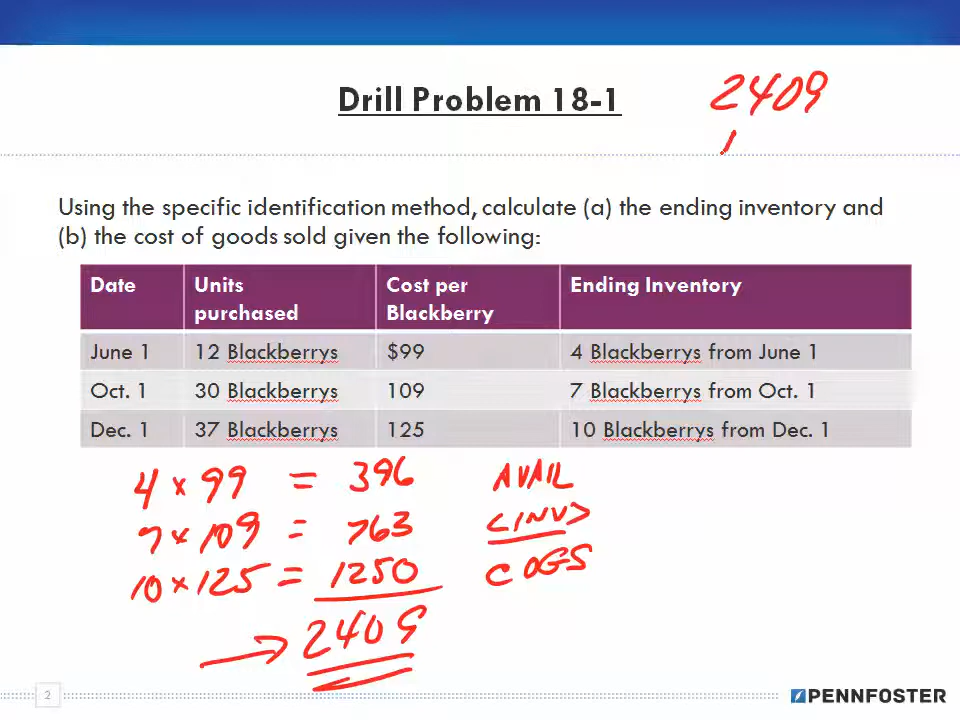 Drill Problem 18-1
2409
Using the specific identification method, calculate (a) the ending inventory and
(b) the cost of goods sold given the following:
Date Units purchased Cost per Blackberry Ending Inventory
June 1 12 Blackberrys $99 4 Blackberrys from June 1
Oct. 1 30 Blackberrys 109 7 Blackberrys from Oct. 1
Dec. 1 37 Blackberrys 125 10 Blackberrys from Dec. 1
4 × 99 = 396 AVAIL
7 × 109 = 763 <INV>
10 × 125 = 1250 COGS
→ 2409
2 PENNFOSTER